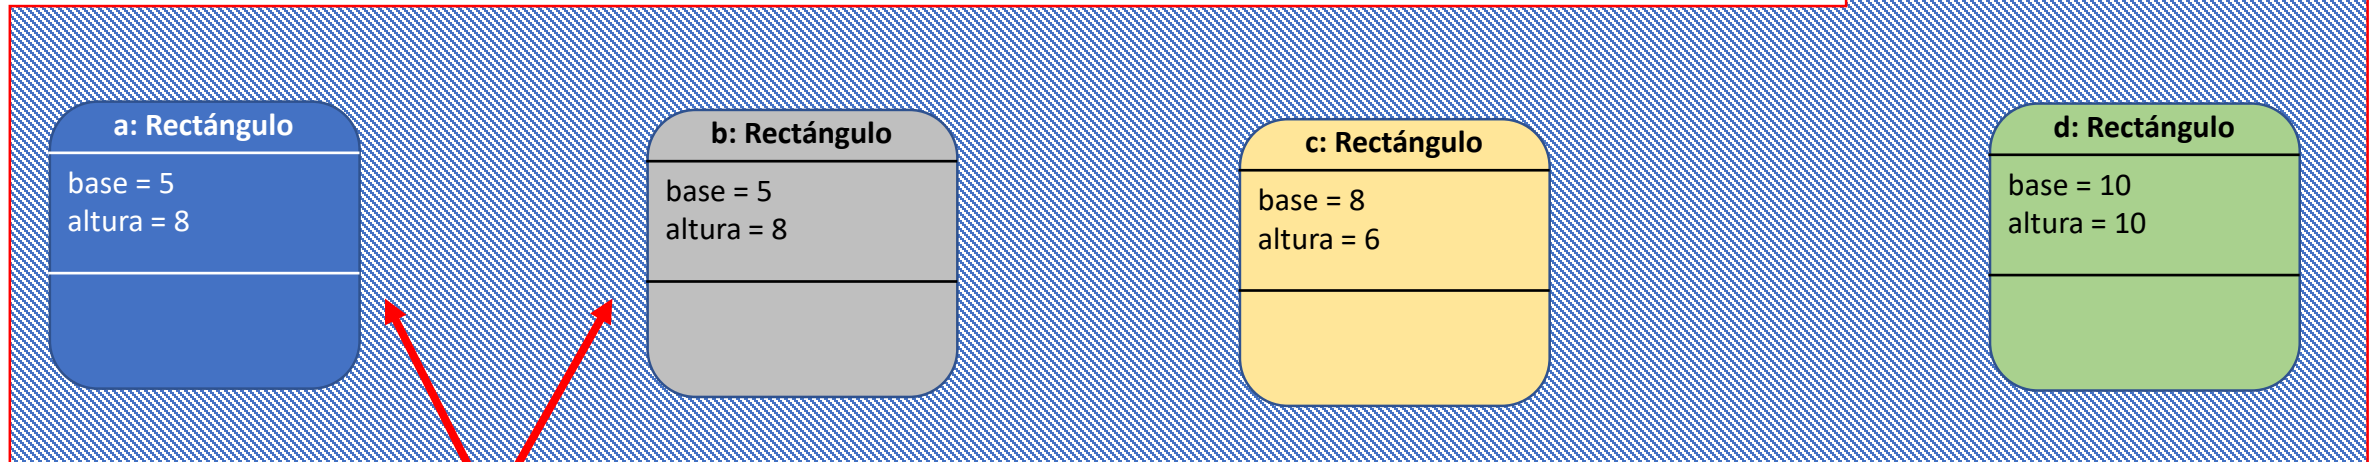 a: Rectángulo
base = 5
altura = 8
b: Rectángulo
base = 5
altura = 8
c: Rectángulo
base = 8
altura = 6
d: Rectángulo
base = 10
altura = 10